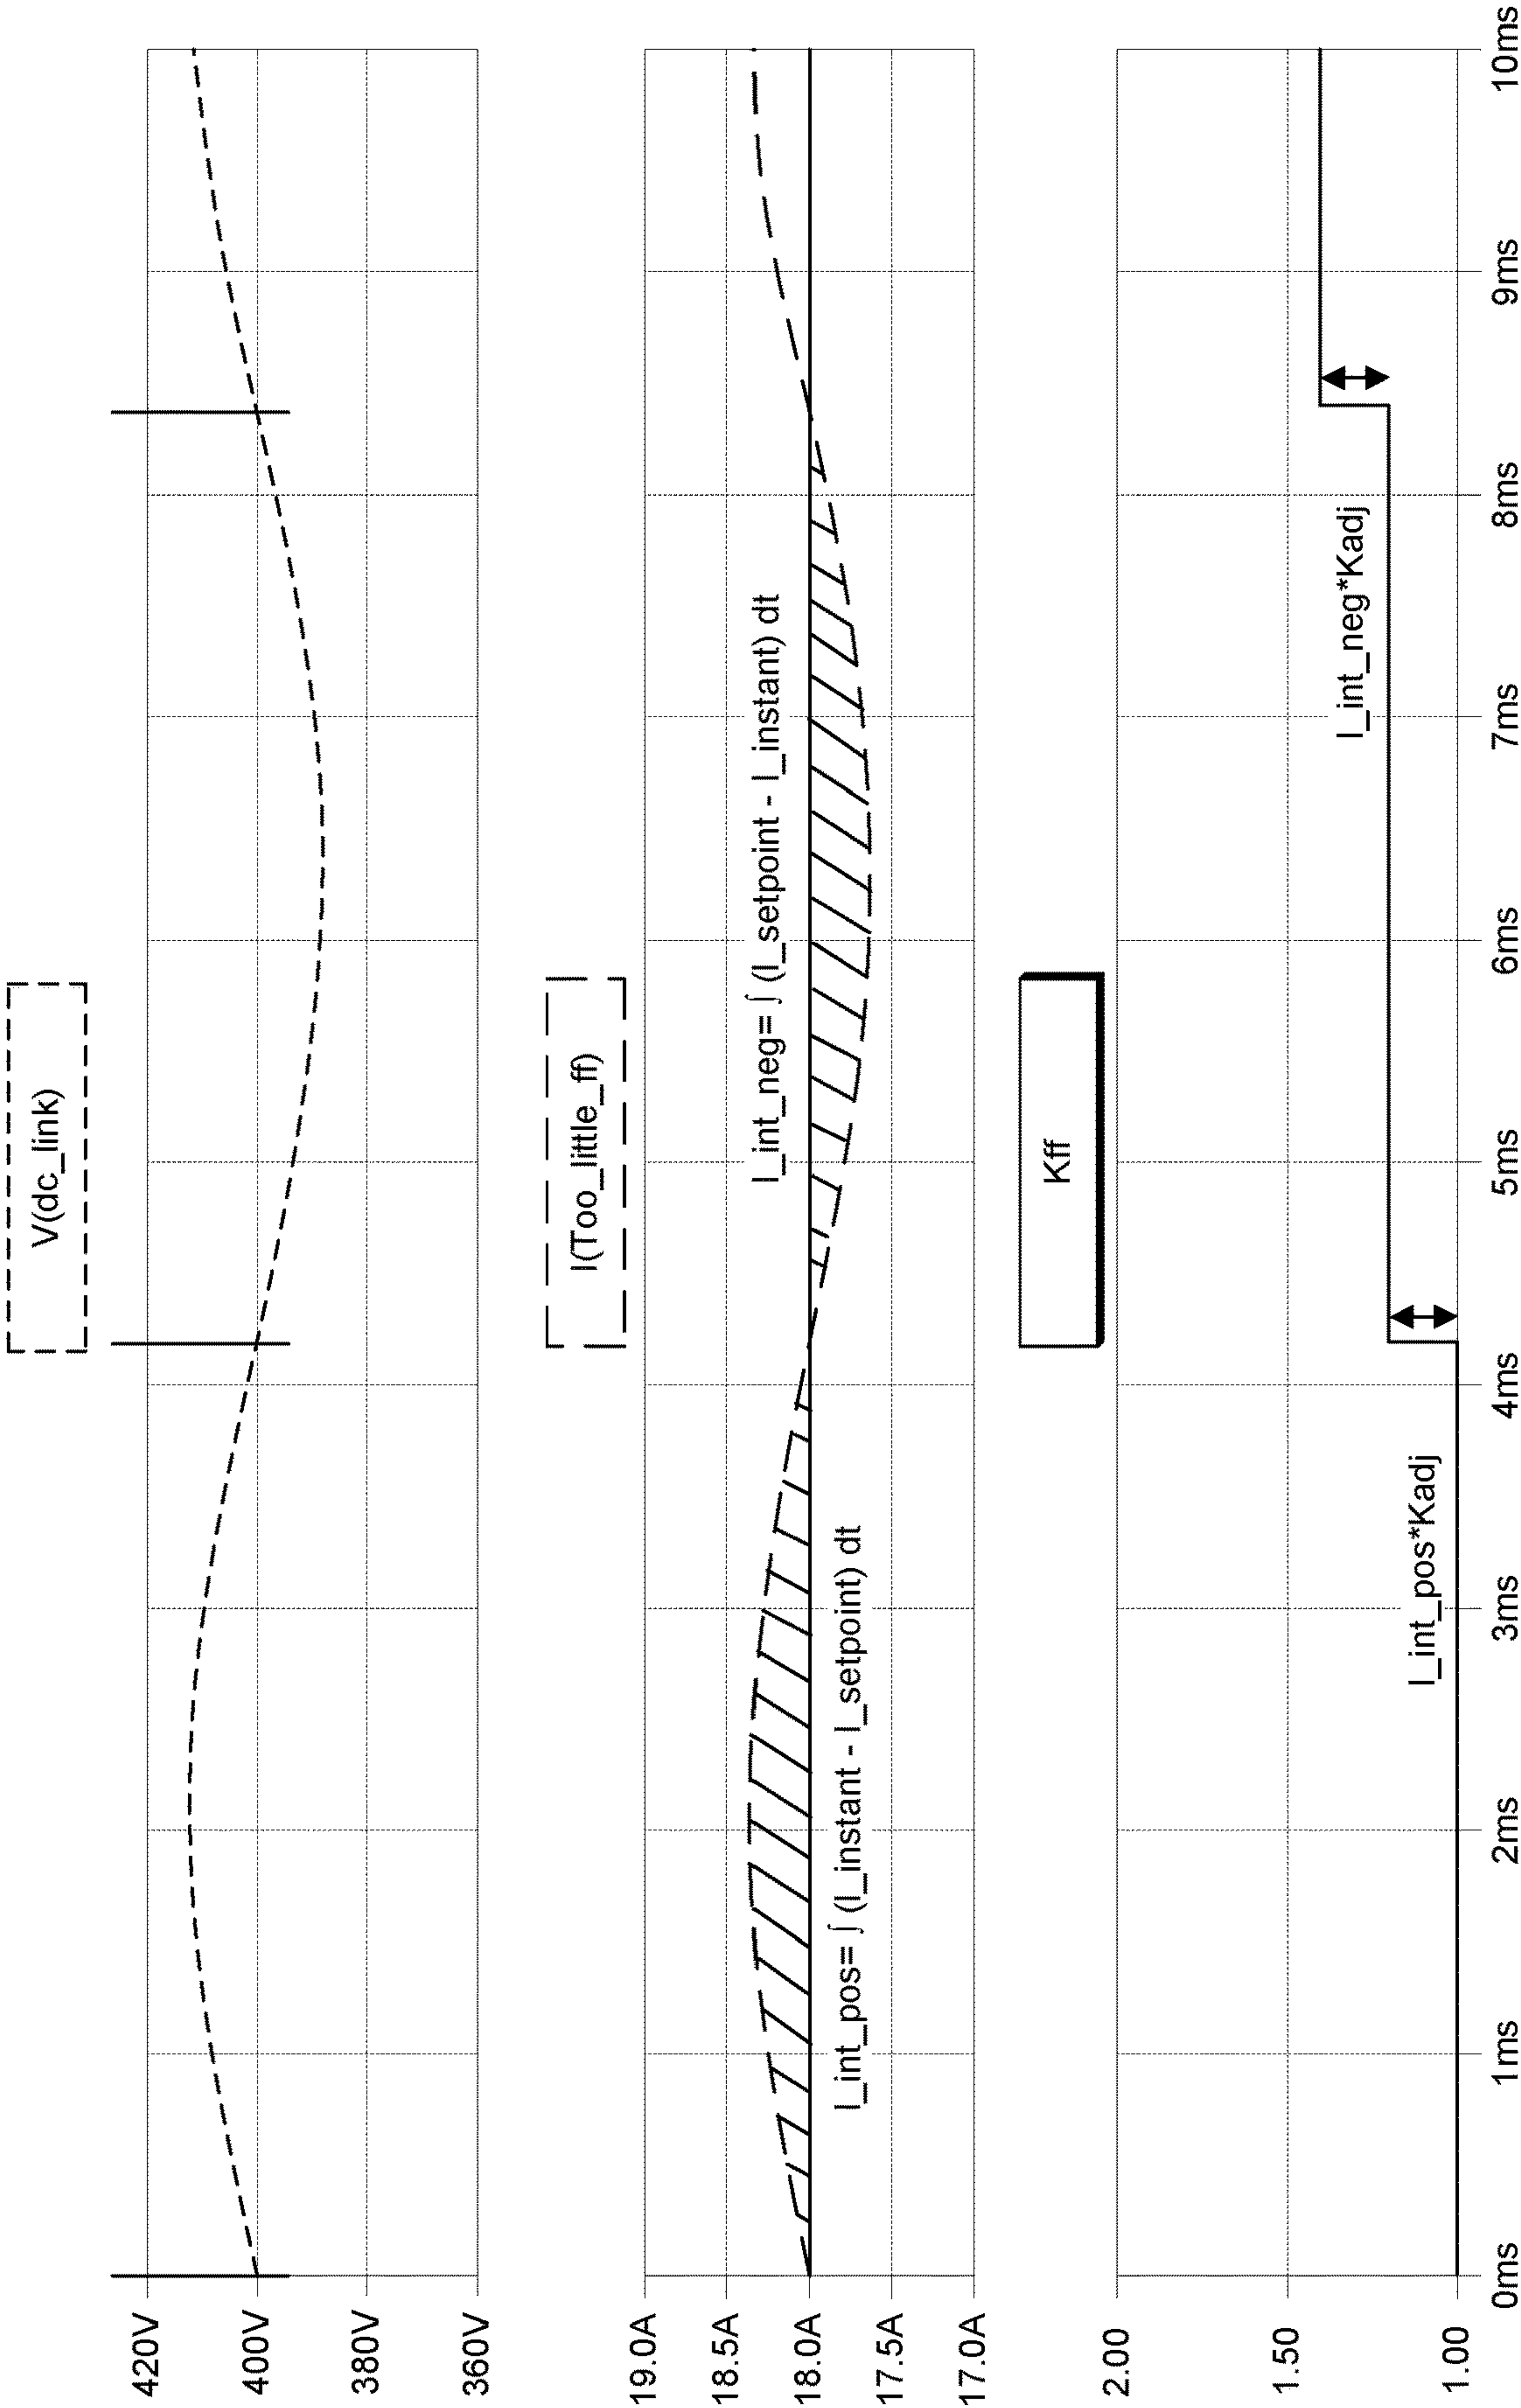 V(dc_link)
420V
400V
380V
360V
I(Too_little_ff)
19.0A
18.5A
18.0A
17.5A
17.0A
I_int_neg= ∫ (I_setpoint - I_instant) dt
I_int_pos= ∫ (I_instant - I_setpoint) dt
Kff
2.00
1.50
1.00
I_int_neg*Kadj
I_int_pos*Kadj
0ms 1ms 2ms 3ms 4ms 5ms 6ms 7ms 8ms 9ms 10ms